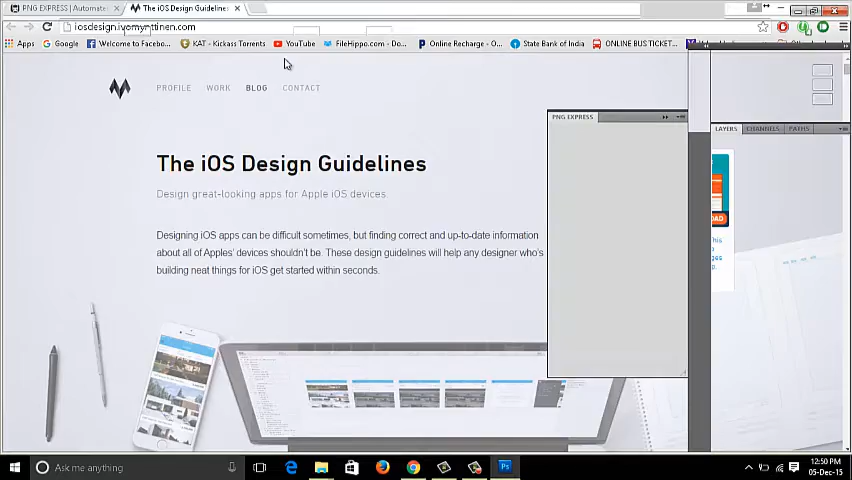 PNG EXPRESS | Automate
The iOS Design Guidelines
iosdesign.ivomynttinen.com
Apps
Google
Welcome to Facebo...
KAT - Kickass Torrents
YouTube
FileHippo.com - Do...
Online Recharge - O...
State Bank of India
ONLINE BUS TICKET...
PROFILE
WORK
BLOG
CONTACT
PNG EXPRESS
LAYERS
CHANNELS
PATHS
The iOS Design Guidelines
Design great-looking apps for Apple iOS devices.
Designing iOS apps can be difficult sometimes, but finding correct and up-to-date information
about all of Apples' devices shouldn't be. These design guidelines will help any designer who's
building neat things for iOS get started within seconds.
Ask me anything
12:50 PM
05-Dec-15